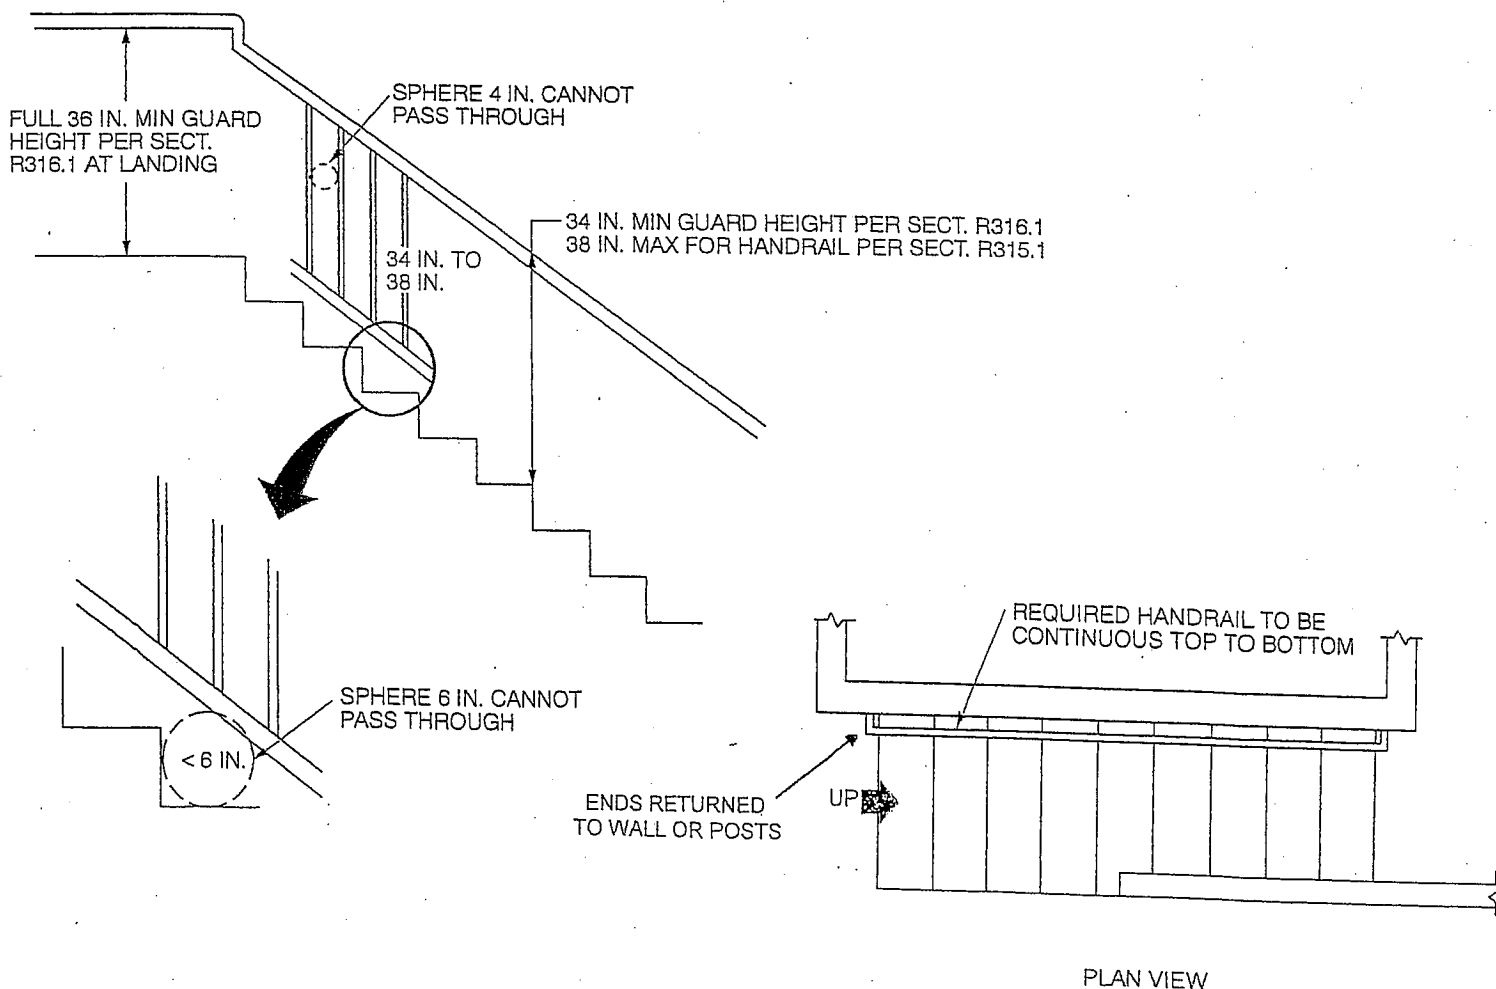 FULL 36 IN. MIN GUARD
HEIGHT PER SECT.
R316.1 AT LANDING
SPHERE 4 IN. CANNOT
PASS THROUGH
34 IN. MIN GUARD HEIGHT PER SECT. R316.1
38 IN. MAX FOR HANDRAIL PER SECT. R315.1
34 IN. TO
38 IN.
SPHERE 6 IN. CANNOT
PASS THROUGH
< 6 IN.
REQUIRED HANDRAIL TO BE
CONTINUOUS TOP TO BOTTOM
ENDS RETURNED
TO WALL OR POSTS
UP
PLAN VIEW